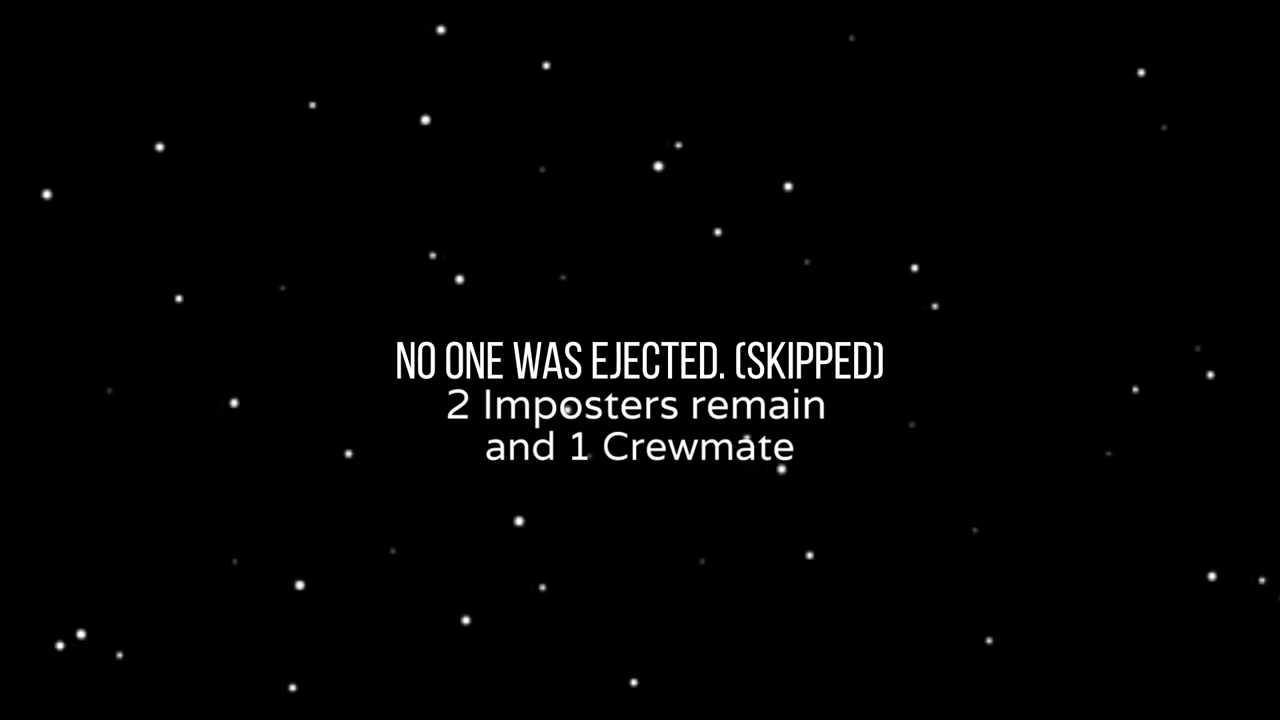 NO ONE WAS EJECTED. (SKIPPED)
2 Imposters remain
and 1 Crewmate